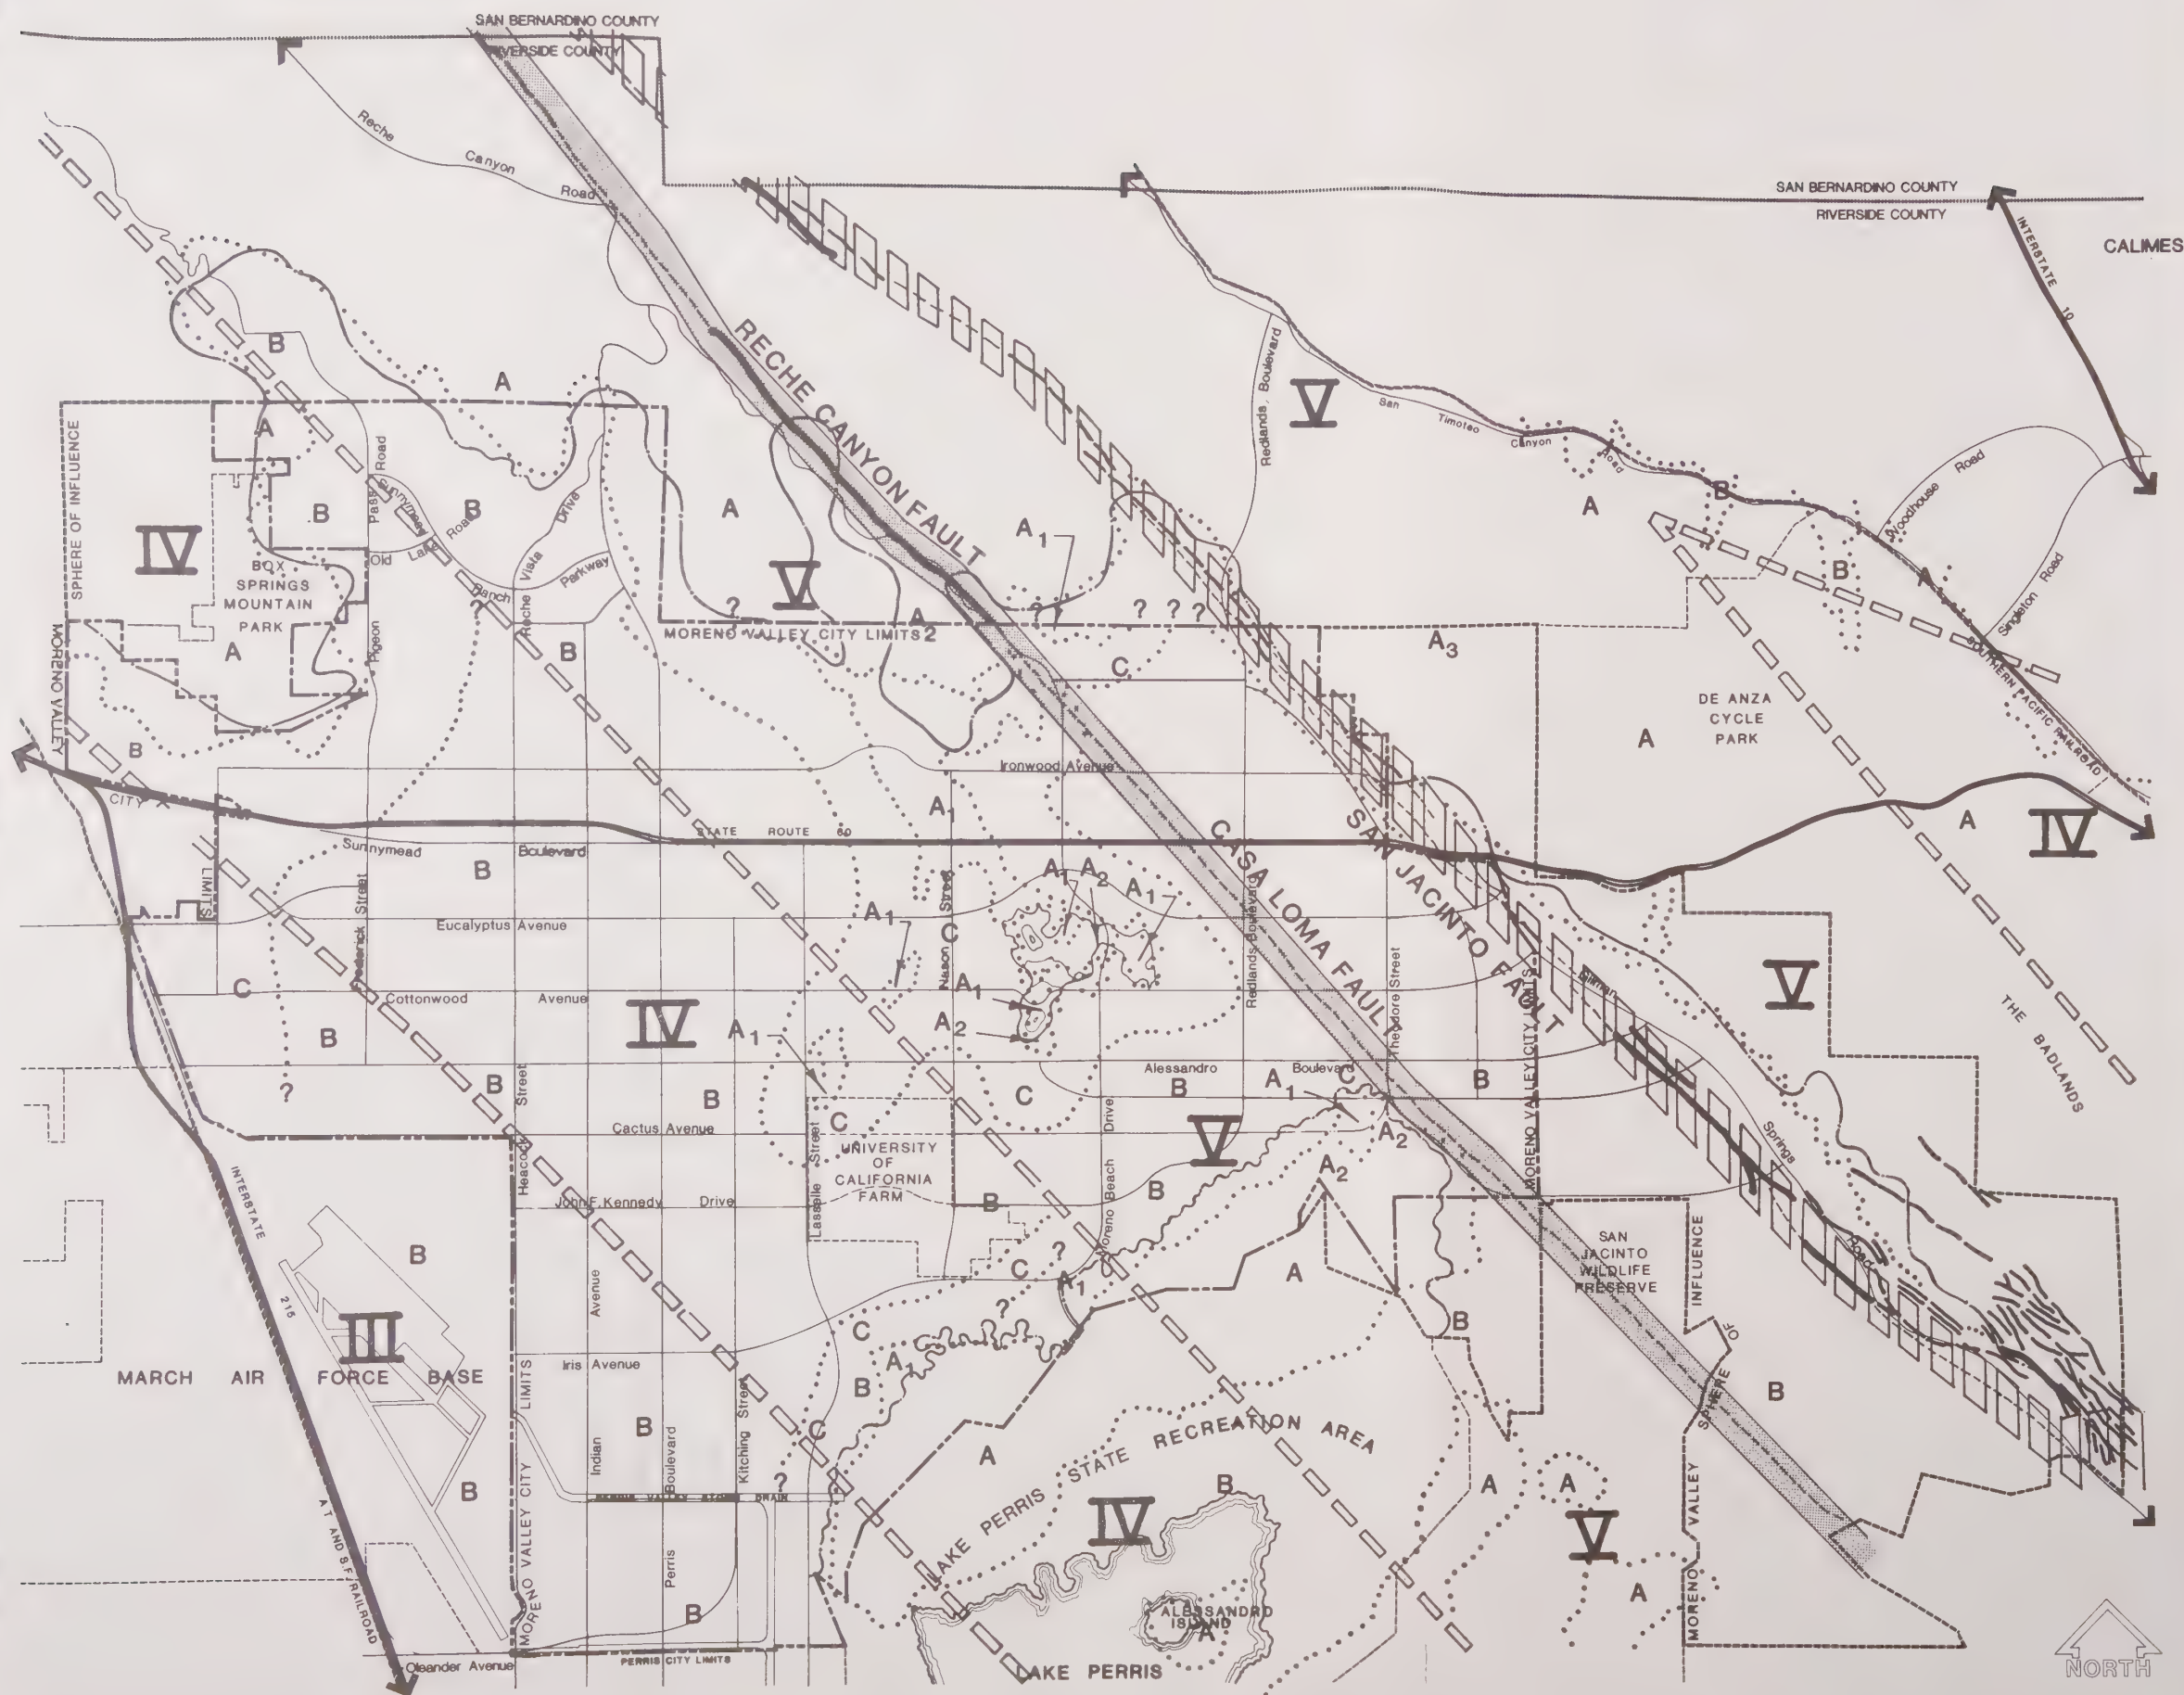 SAN BERNARDINO COUNTY
RIVERSIDE COUNTY
SAN BERNARDINO COUNTY
RIVERSIDE COUNTY
CALIMES
INTERSTATE 10
Reche Canyon Road
RECHE CANYON FAULT
Redlands Boulevard
V
San Timoteo Canyon Road
Woodhouse Road
Singleton Road
SOUTHERN PACIFIC RAILROAD
B
A
A
B
A
B
B
A
B
A
A1
A
SPHERE OF INFLUENCE
IV
.B
BOX
SPRINGS
MOUNTAIN
PARK
A
Pigeon Pass Road
Sunnymead Ranch Parkway
Old Lake Road
Reche Vista Drive
?
?
V
A2
?
?
?
?
MORENO VALLEY CITY LIMITS
A3
B
C
MORENO VALLEY
CITY
LIMITS
B
DE ANZA
CYCLE
PARK
A
Ironwood Avenue
A1
A
IV
STATE ROUTE 60
Sunnymead Boulevard
B
CASA LOMA FAULT
SAN JACINTO FAULT
A1
A2
A1
A1
Frederick Street
Eucalyptus Avenue
Nason Street
C
Redlands Boulevard
Theodore Street
MORENO VALLEY CITY LIMITS
Gilman Springs Road
V
THE BADLANDS
C
Cottonwood Avenue
A1
B
IV
A1
A2
?
B
Heacock Street
B
C
Alessandro Boulevard
B
A1
C
B
Cactus Avenue
C
UNIVERSITY
OF
CALIFORNIA
FARM
Lasselle Street
Moreno Beach Drive
V
A2
A2
John F. Kennedy Drive
B
B
INTERSTATE
215
B
SAN
JACINTO
WILDLIFE
PRESERVE
SPHERE OF INFLUENCE
C
?
A1
A
?
B
III
MARCH AIR FORCE BASE
Iris Avenue
C
A1
B
B
MORENO VALLEY CITY LIMITS
Indian Avenue
B
Perris Boulevard
Kitching Street
C
?
A
LAKE PERRIS STATE RECREATION AREA
B
A
A
B
PERRIS VALLEY STORM DRAIN
IV
V
MORENO VALLEY
A T AND S F RAILROAD
B
ALESSANDRO
ISLAND
A
A
Oleander Avenue
PERRIS CITY LIMITS
LAKE PERRIS
NORTH